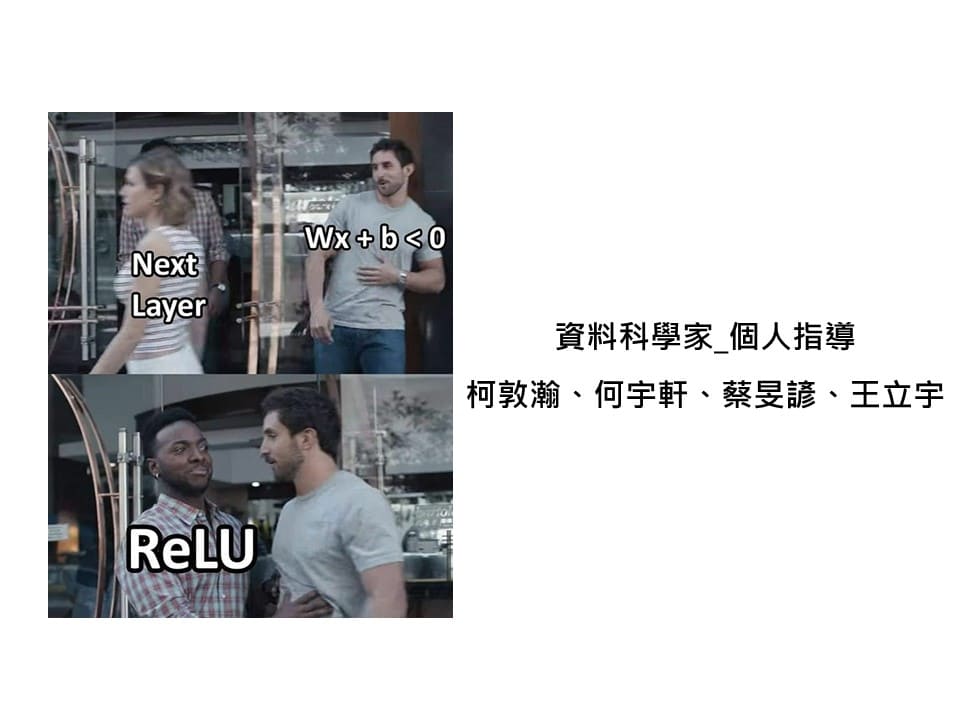 Next
Layer
Wx + b < 0
ReLU
資料科學家_個人指導
柯敦瀚、何宇軒、蔡旻諺、王立宇